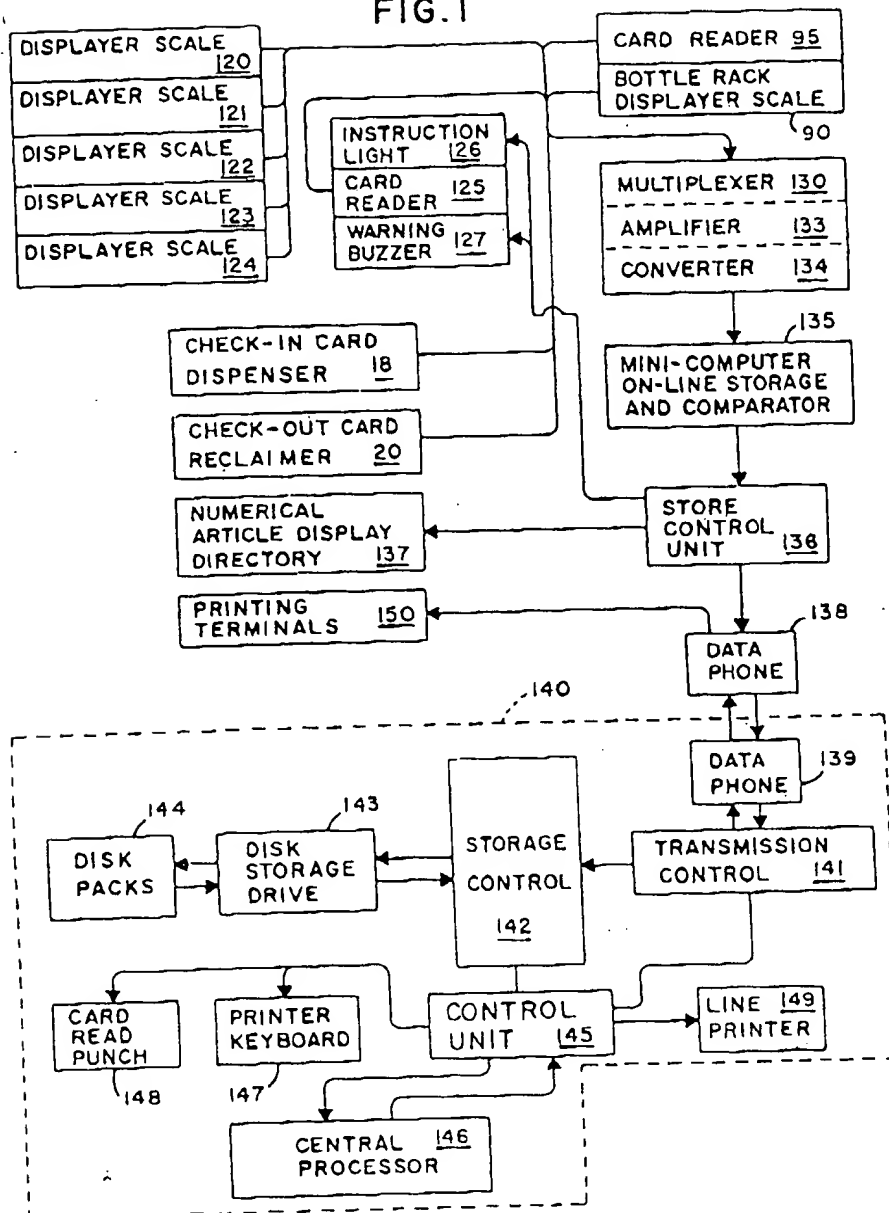 FIG.1
DISPLAYER SCALE
120
DISPLAYER SCALE
121
DISPLAYER SCALE
122
DISPLAYER SCALE
123
DISPLAYER SCALE
124
INSTRUCTION
LIGHT 126
CARD
READER 125
WARNING
BUZZER 127
CARD READER 95
BOTTLE RACK
DISPLAYER SCALE
90
MULTIPLEXER 130
AMPLIFIER 133
CONVERTER 134
135
MINI-COMPUTER
ON-LINE STORAGE
AND COMPARATOR
CHECK-IN CARD
DISPENSER 18
CHECK-OUT CARD
RECLAIMER 20
NUMERICAL
ARTICLE DISPLAY
DIRECTORY 137
PRINTING
TERMINALS 150
STORE
CONTROL
UNIT 136
138
DATA
PHONE
140
DATA
PHONE
139
144
DISK
PACKS
143
DISK
STORAGE
DRIVE
STORAGE
CONTROL
142
TRANSMISSION
CONTROL 141
CARD
READ
PUNCH
148
PRINTER
KEYBOARD
147
CONTROL
UNIT 145
LINE 149
PRINTER
CENTRAL 146
PROCESSOR